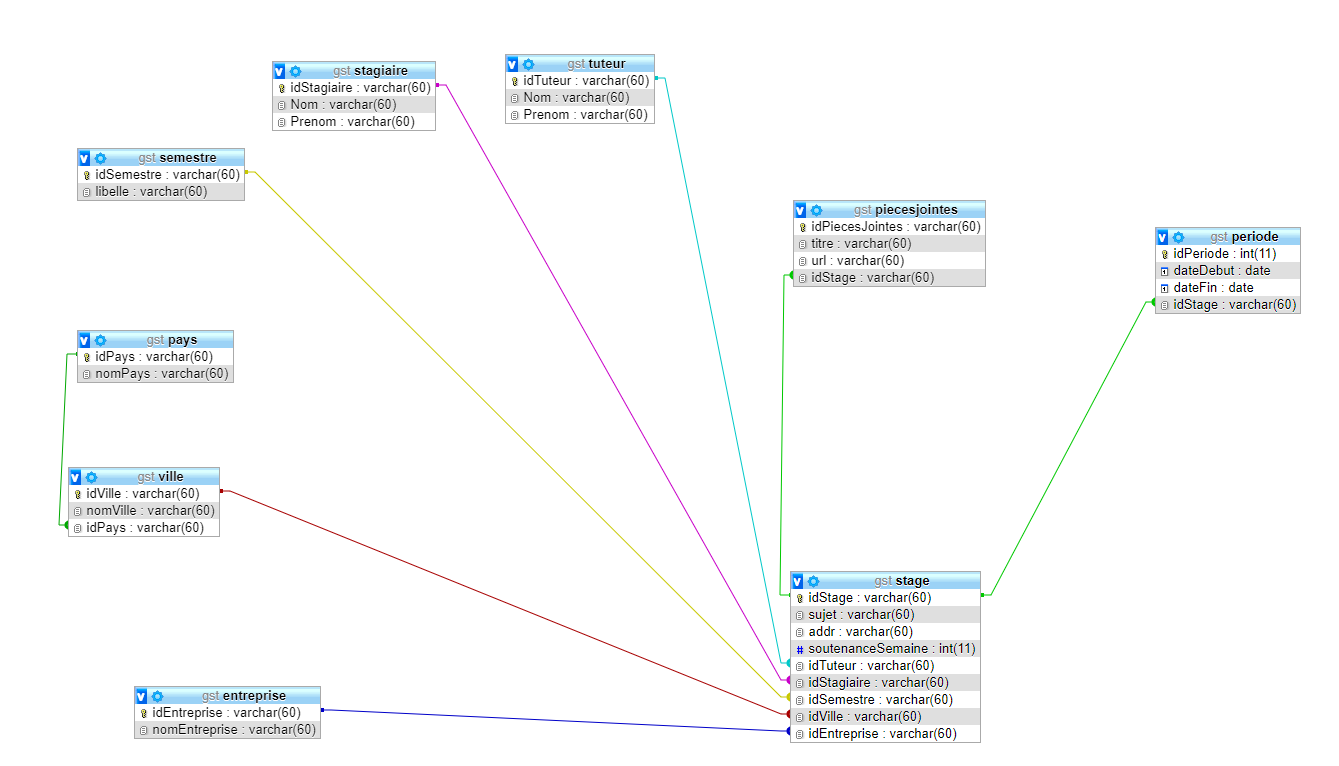 gst stagiaire
idStagiaire : varchar(60)
Nom : varchar(60)
Prenom : varchar(60)
gst tuteur
idTuteur : varchar(60)
Nom : varchar(60)
Prenom : varchar(60)
gst semestre
idSemestre : varchar(60)
libelle : varchar(60)
gst piecesjointes
idPiecesJointes : varchar(60)
titre : varchar(60)
url : varchar(60)
idStage : varchar(60)
gst periode
idPeriode : int(11)
dateDebut : date
dateFin : date
idStage : varchar(60)
gst pays
idPays : varchar(60)
nomPays : varchar(60)
gst ville
idVille : varchar(60)
nomVille : varchar(60)
idPays : varchar(60)
gst stage
idStage : varchar(60)
sujet : varchar(60)
addr : varchar(60)
# soutenanceSemaine : int(11)
idTuteur : varchar(60)
idStagiaire : varchar(60)
idSemestre : varchar(60)
idVille : varchar(60)
idEntreprise : varchar(60)
gst entreprise
idEntreprise : varchar(60)
nomEntreprise : varchar(60)